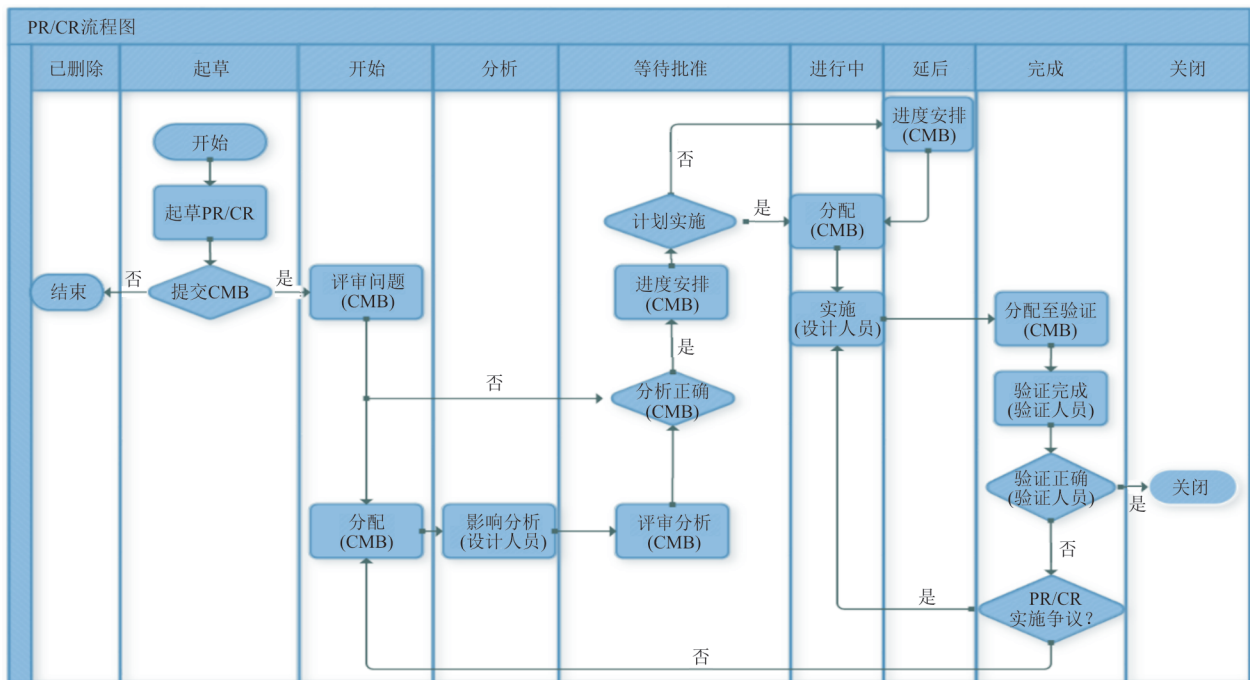 PR/CR流程图
已删除
起草
开始
分析
等待批准
进行中
延后
完成
关闭
开始
起草PR/CR
提交CMB
否
是
结束
评审问题
(CMB)
否
分配
(CMB)
影响分析
(设计人员)
评审分析
(CMB)
分析正确
(CMB)
是
进度安排
(CMB)
计划实施
否
是
进度安排
(CMB)
分配
(CMB)
实施
(设计人员)
分配至验证
(CMB)
验证完成
(验证人员)
验证正确
(验证人员)
是
关闭
否
PR/CR
实施争议?
是
否